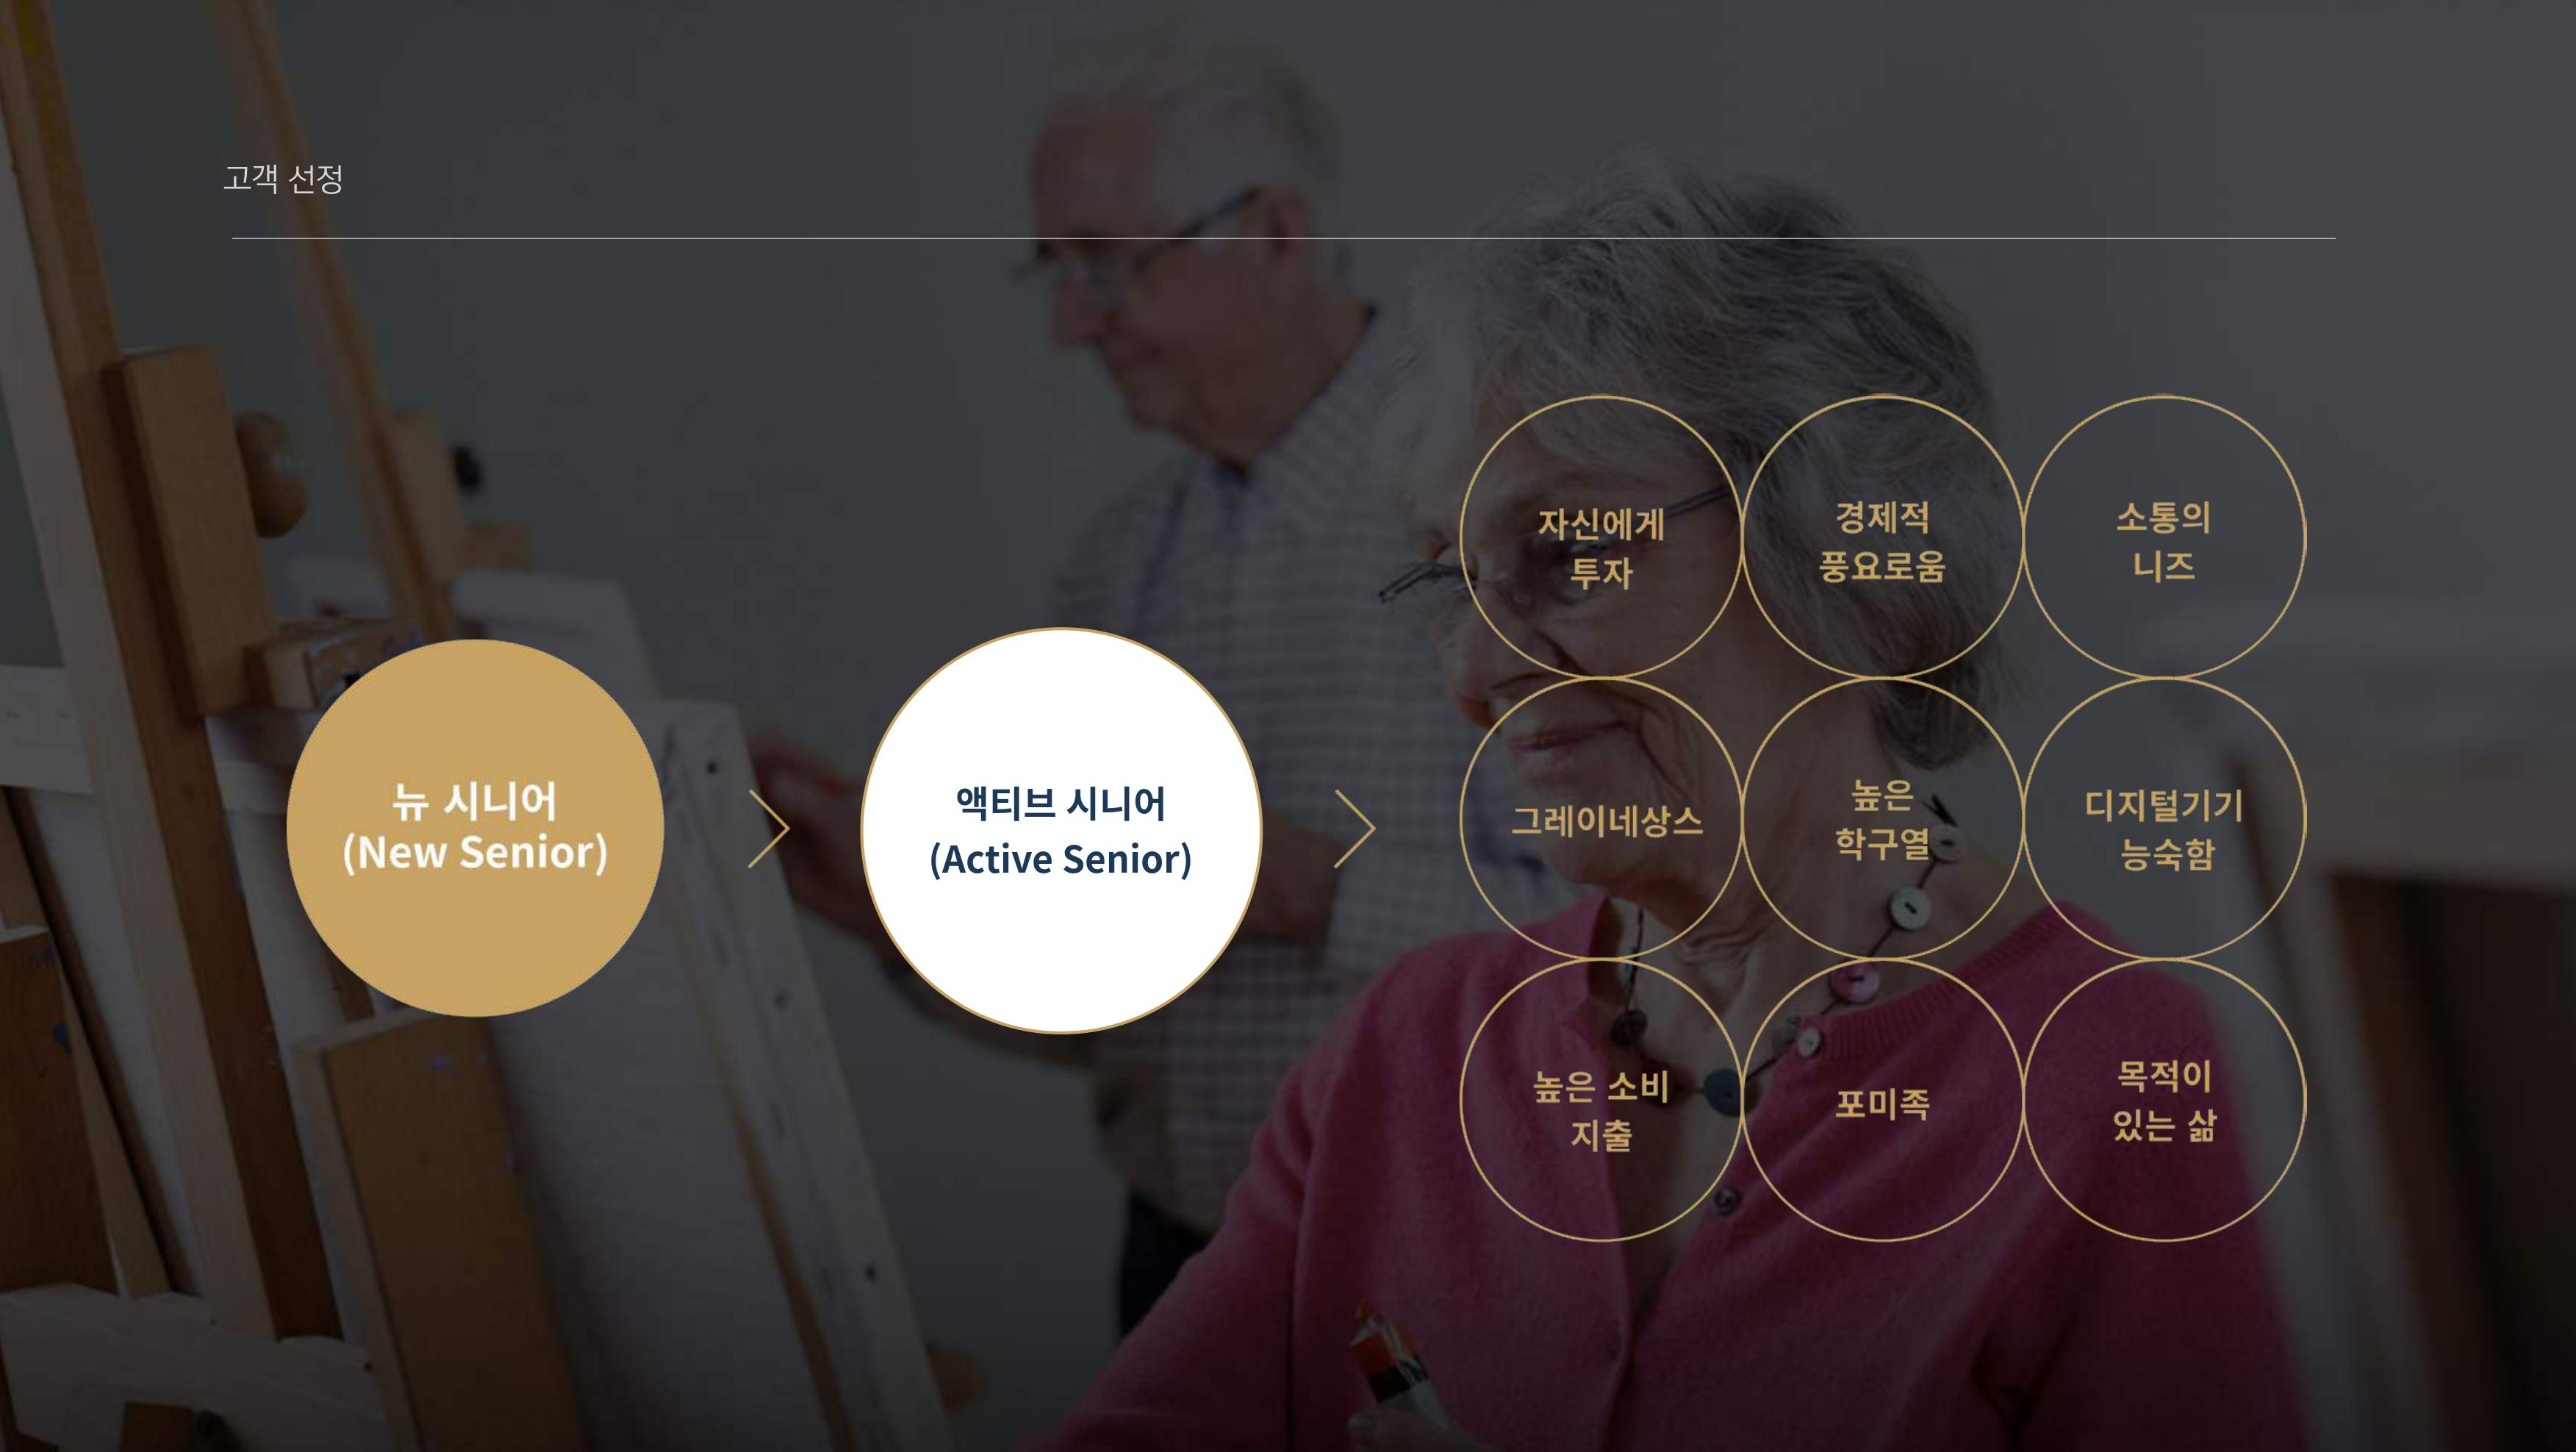 고객 선정
뉴 시니어
(New Senior)
액티브 시니어
(Active Senior)
자신에게
투자
경제적
풍요로움
소통의
니즈
그레이네상스
높은
학구열
디지털기기
능숙함
높은 소비
지출
포미족
목적이
있는 삶